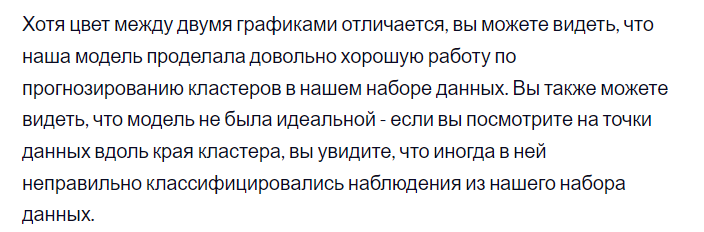 Хотя цвет между двумя графиками отличается, вы можете видеть, что
наша модель проделала довольно хорошую работу по
прогнозированию кластеров в нашем наборе данных. Вы также можете
видеть, что модель не была идеальной - если вы посмотрите на точки
данных вдоль края кластера, вы увидите, что иногда в ней
неправильно классифицировались наблюдения из нашего набора
данных.